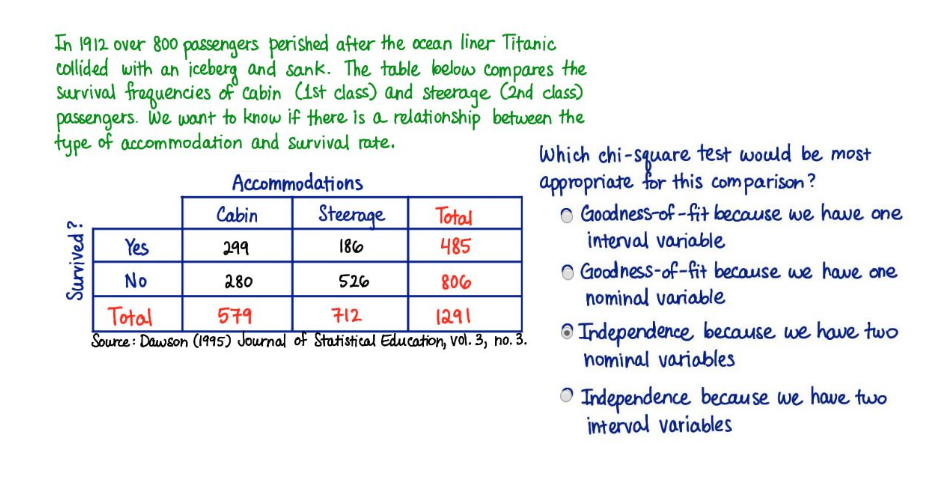 In 1912 over 800 passengers perished after the ocean liner Titanic
collided with an iceberg and sank. The table below compares the
survival frequencies of cabin (1st class) and steerage (2nd class)
passengers. We want to know if there is a relationship between the
type of accommodation and survival rate.
Which chi-square test would be most
appropriate for this comparison?
Accommodations
Cabin Steerage Total
Survived?
Yes 299 186 485
No 280 526 806
Total 579 712 1291
Source: Dawson (1995) Journal of Statistical Education, vol. 3, no. 3.
Goodness-of-fit because we have one
interval variable
Goodness-of-fit because we have one
nominal variable
Independence because we have two
nominal variables
Independence because we have two
interval variables